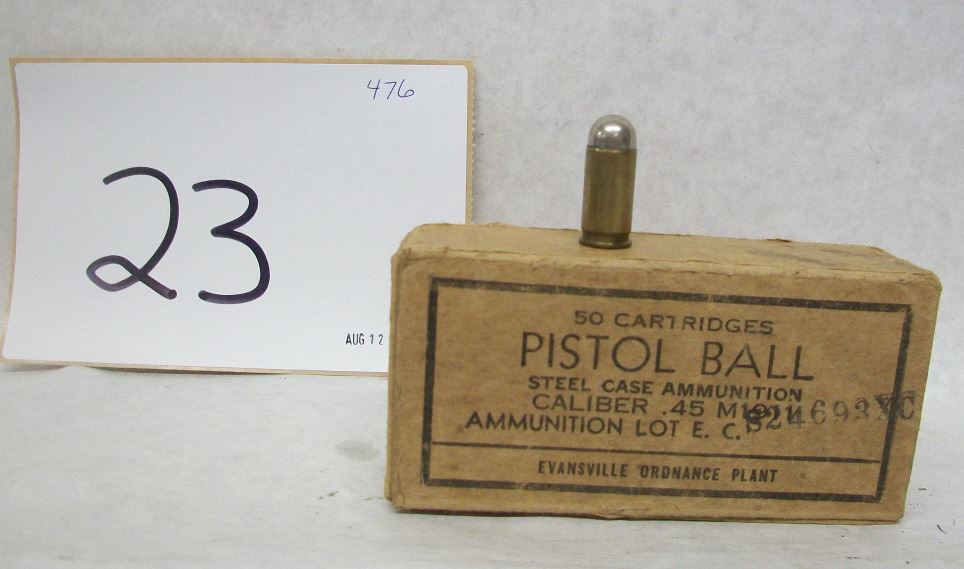 476
23
AUG 12
50 CARTRIDGES
PISTOL BALL
STEEL CASE AMMUNITION
CALIBER .45 M1911
AMMUNITION LOT E. C. S24693XC
EVANSVILLE ORDNANCE PLANT